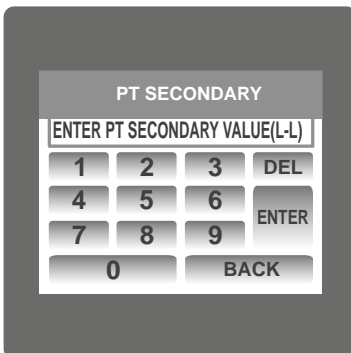 PT SECONDARY
ENTER PT SECONDARY VALUE(L-L)
1 2 3 DEL
4 5 6 ENTER
7 8 9
0 BACK